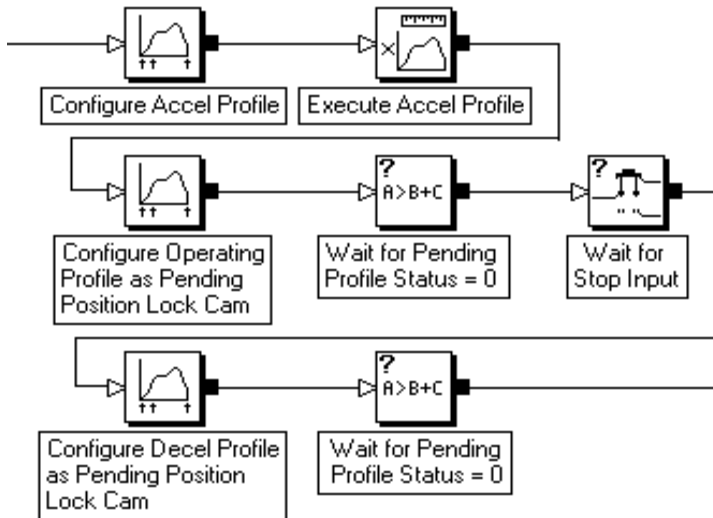 Configure Accel Profile
Execute Accel Profile
?
A>B+C
?
Configure Operating
Profile as Pending
Position Lock Cam
Wait for Pending
Profile Status = 0
Wait for
Stop Input
?
A>B+C
Configure Decel Profile
as Pending Position
Lock Cam
Wait for Pending
Profile Status = 0